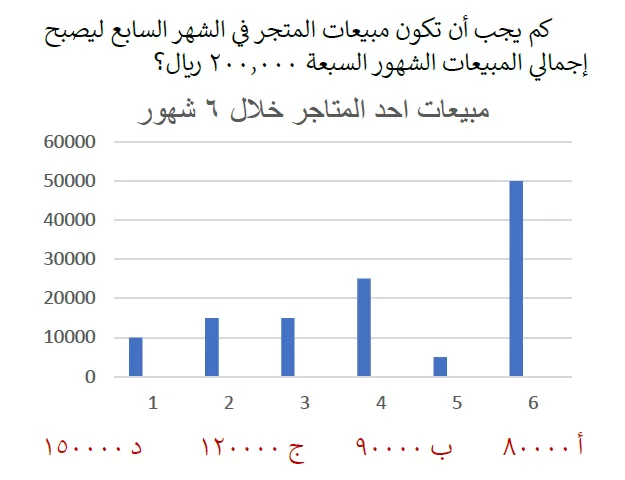 كم يجب أن تكون مبيعات المتجر في الشهر السابع ليصبح
إجمالي المبيعات الشهور السبعة ٢٠٠,٠٠٠ ريال؟
مبيعات احد المتاجر خلال ٦ شهور
60000
50000
40000
30000
20000
10000
0
1 2 3 4 5 6
أ ٨٠٠٠٠ ب ٩٠٠٠٠ ج ١٢٠٠٠٠ د ١٥٠٠٠٠